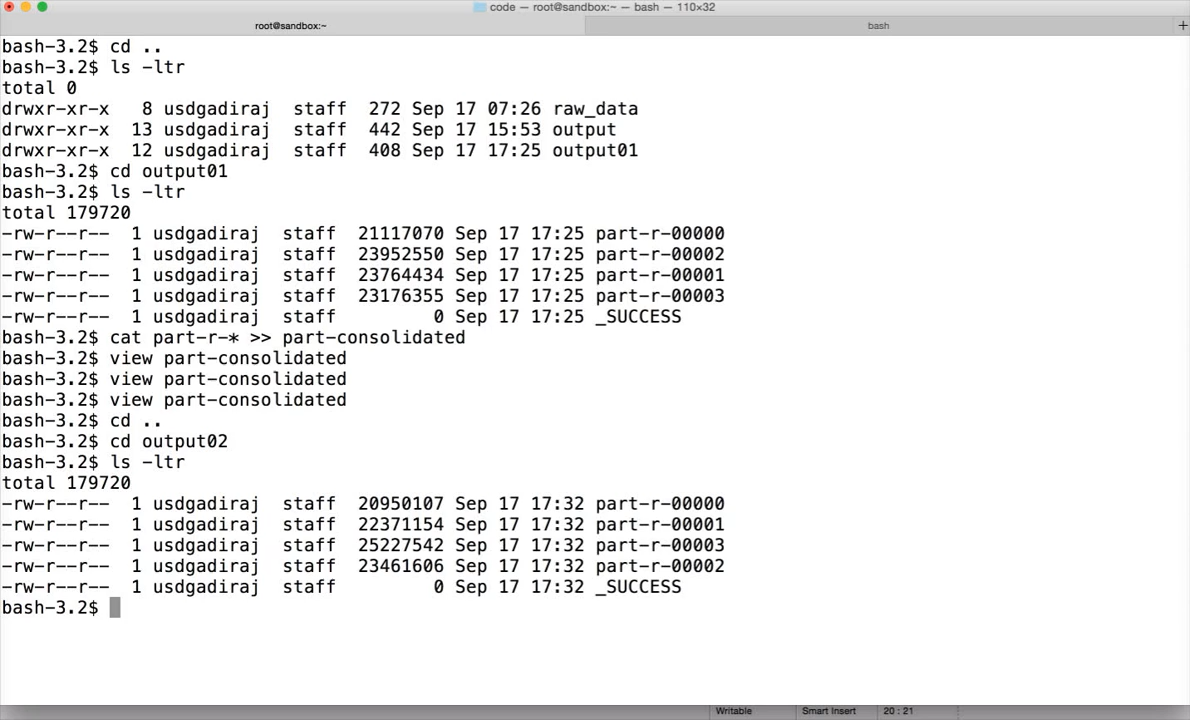 code — root@sandbox:~ — bash — 110×32
root@sandbox:~ bash +
bash-3.2$ cd ..
bash-3.2$ ls -ltr
total 0
drwxr-xr-x   8 usdgadiraj  staff  272 Sep 17 07:26 raw_data
drwxr-xr-x  13 usdgadiraj  staff  442 Sep 17 15:53 output
drwxr-xr-x  12 usdgadiraj  staff  408 Sep 17 17:25 output01
bash-3.2$ cd output01
bash-3.2$ ls -ltr
total 179720
-rw-r--r--  1 usdgadiraj  staff  21117070 Sep 17 17:25 part-r-00000
-rw-r--r--  1 usdgadiraj  staff  23952550 Sep 17 17:25 part-r-00002
-rw-r--r--  1 usdgadiraj  staff  23764434 Sep 17 17:25 part-r-00001
-rw-r--r--  1 usdgadiraj  staff  23176355 Sep 17 17:25 part-r-00003
-rw-r--r--  1 usdgadiraj  staff         0 Sep 17 17:25 _SUCCESS
bash-3.2$ cat part-r-* >> part-consolidated
bash-3.2$ view part-consolidated
bash-3.2$ view part-consolidated
bash-3.2$ view part-consolidated
bash-3.2$ cd ..
bash-3.2$ cd output02
bash-3.2$ ls -ltr
total 179720
-rw-r--r--  1 usdgadiraj  staff  20950107 Sep 17 17:32 part-r-00000
-rw-r--r--  1 usdgadiraj  staff  22371154 Sep 17 17:32 part-r-00001
-rw-r--r--  1 usdgadiraj  staff  25227542 Sep 17 17:32 part-r-00003
-rw-r--r--  1 usdgadiraj  staff  23461606 Sep 17 17:32 part-r-00002
-rw-r--r--  1 usdgadiraj  staff         0 Sep 17 17:32 _SUCCESS
bash-3.2$
Writable Smart Insert 20 : 21